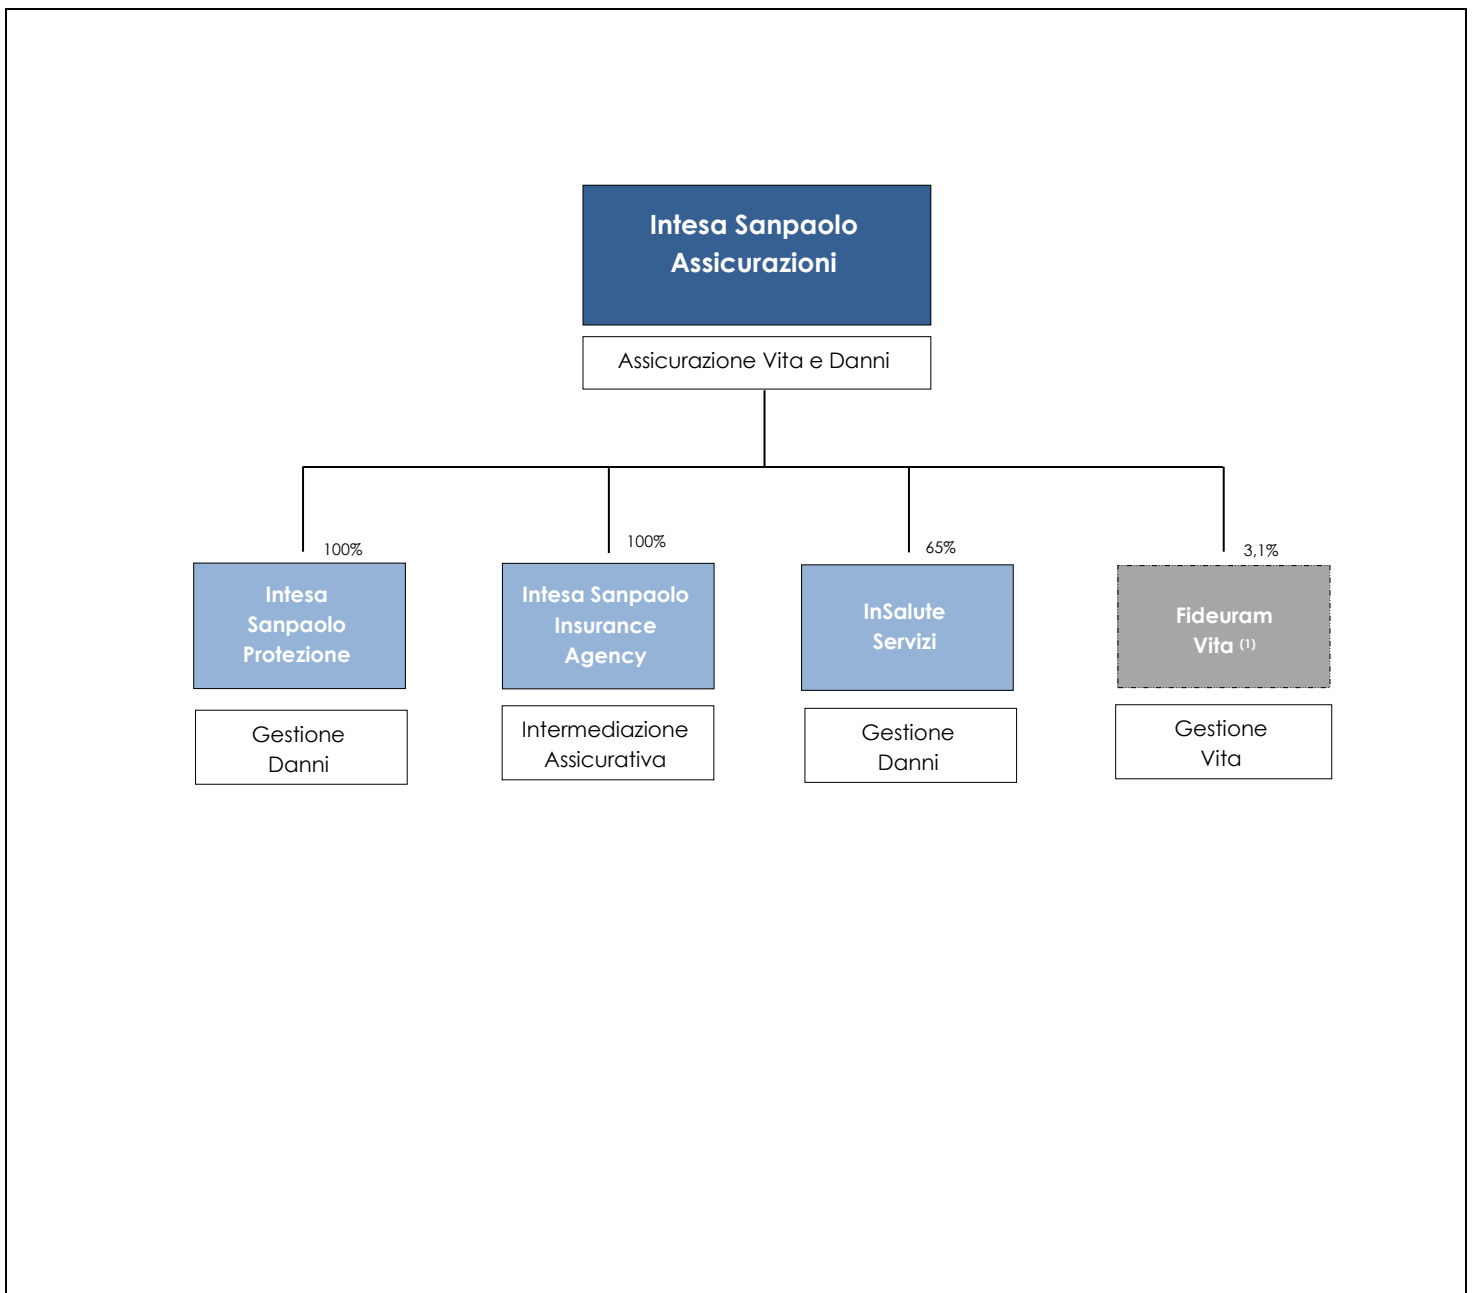 Intesa Sanpaolo
Assicurazioni
Assicurazione Vita e Danni
100%
100%
65%
3,1%
Intesa
Sanpaolo
Protezione
Intesa Sanpaolo
Insurance
Agency
InSalute
Servizi
Fideuram
Vita (1)
Gestione
Danni
Intermediazione
Assicurativa
Gestione
Danni
Gestione
Vita